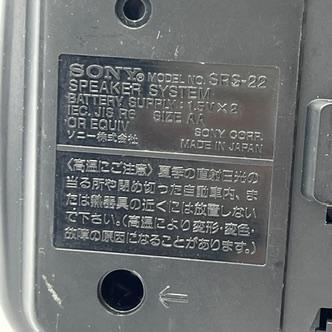 SONY® MODEL NO. SRS-22
SPEAKER SYSTEM
BATTERY SUPPLY: 1.5V×2
IEC, JIS R6 SIZE AA
OR EQUIV. SONY CORP.
ソニー株式会社 MADE IN JAPAN
〈高温にご注意〉夏季の直射日光の
当る所や閉め切った自動車内、ま
たは熱器具の近くには放置しない
で下さい。(高温により変形・変色・
故障の原因になることがあります。)